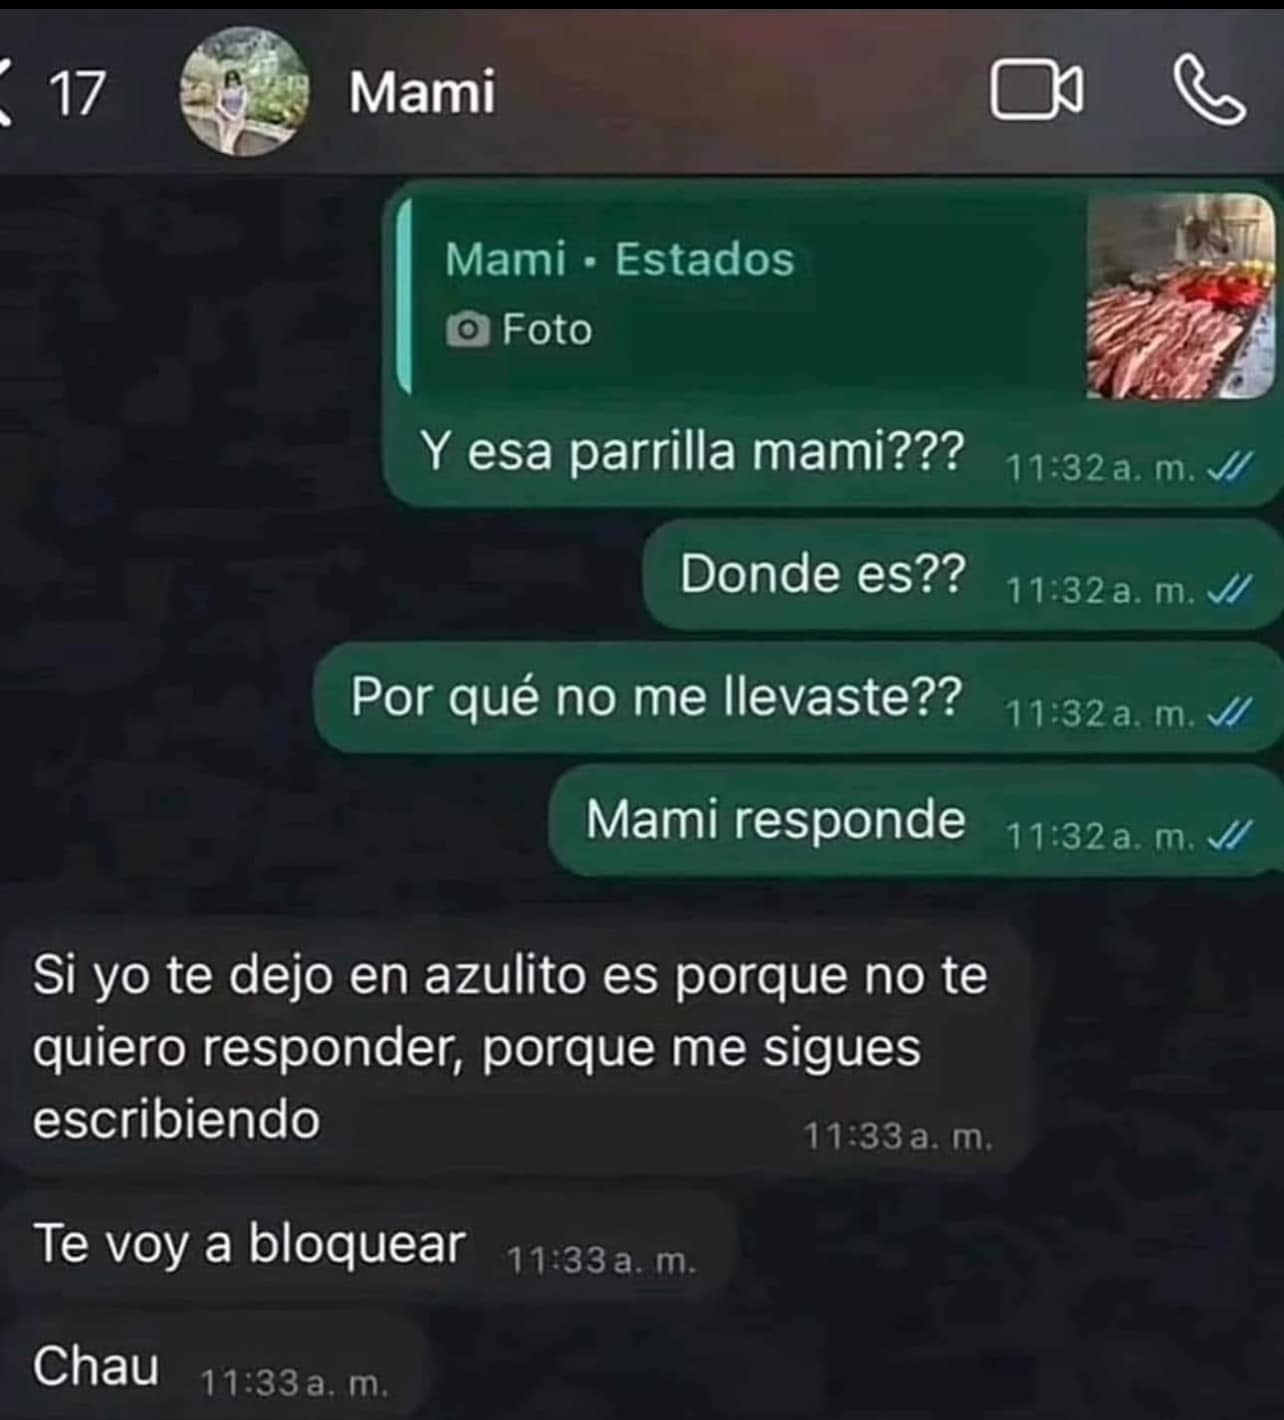 17
Mami
Mami • Estados
Foto
Y esa parrilla mami???
11:32 a. m.
Donde es??
11:32 a. m.
Por qué no me llevaste??
11:32 a. m.
Mami responde
11:32 a. m.
Si yo te dejo en azulito es porque no te
quiero responder, porque me sigues
escribiendo
11:33 a. m.
Te voy a bloquear
11:33 a. m.
Chau
11:33 a. m.